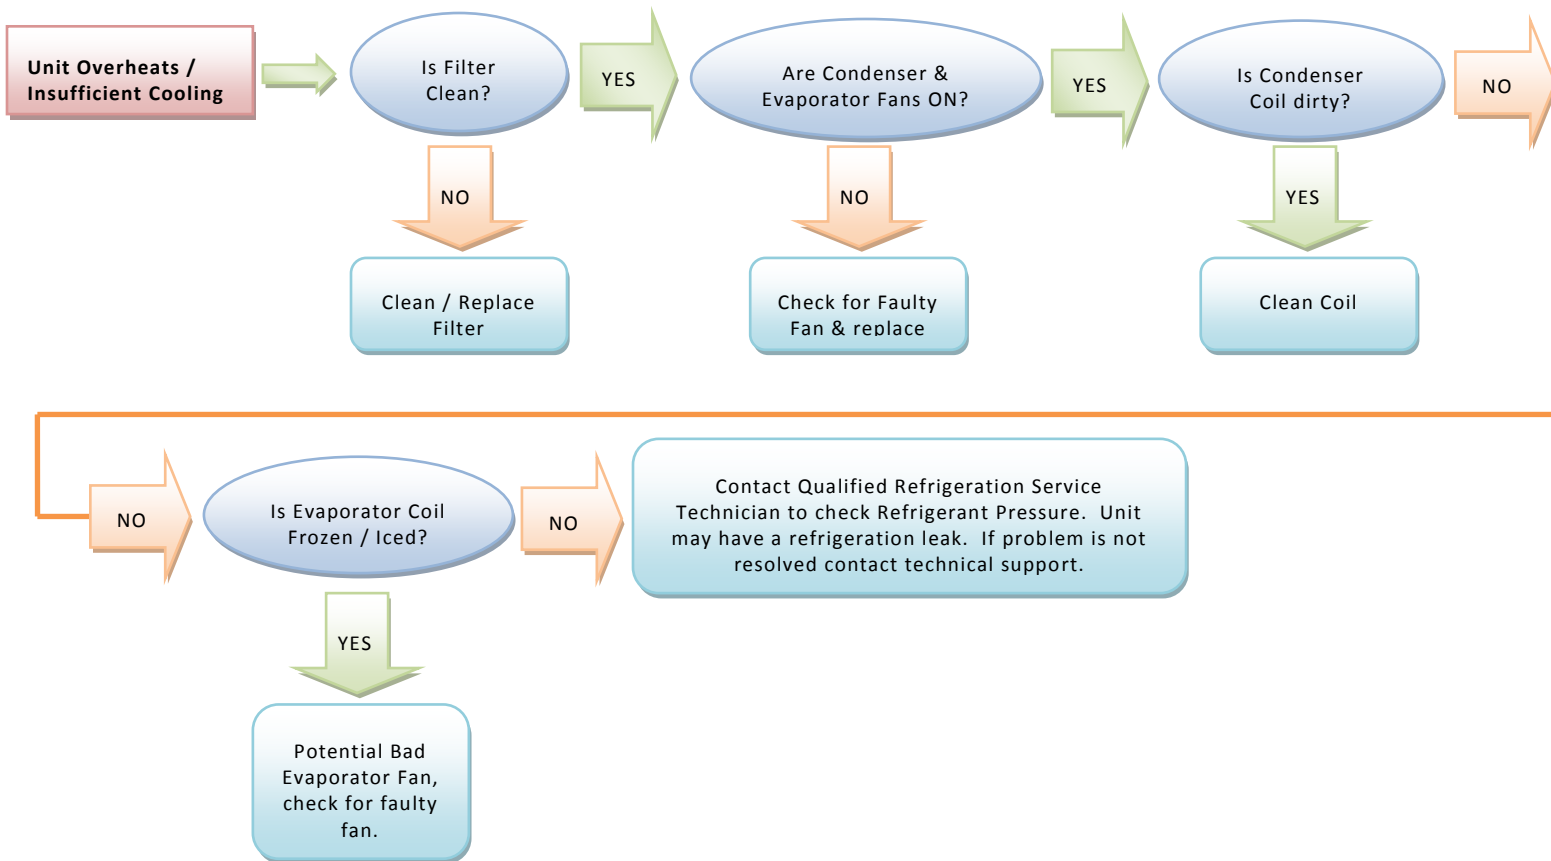 Unit Overheats /
Insufficient Cooling
Is Filter
Clean?
YES
Are Condenser &
Evaporator Fans ON?
YES
Is Condenser
Coil dirty?
NO
NO
NO
YES
Clean / Replace
Filter
Check for Faulty
Fan & replace
Clean Coil
NO
Is Evaporator Coil
Frozen / Iced?
NO
Contact Qualified Refrigeration Service
Technician to check Refrigerant Pressure.  Unit
may have a refrigeration leak.  If problem is not
resolved contact technical support.
YES
Potential Bad
Evaporator Fan,
check for faulty
fan.